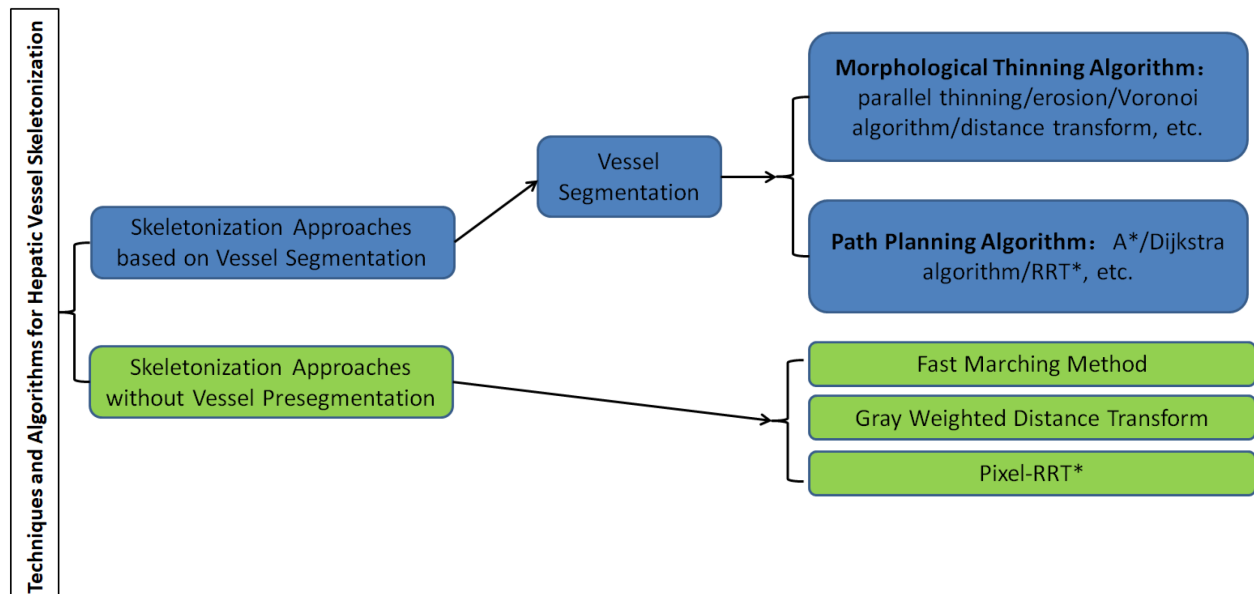 Techniques and Algorithms for Hepatic Vessel Skeletonization
Skeletonization Approaches
based on Vessel Segmentation
Vessel
Segmentation
Morphological Thinning Algorithm：
parallel thinning/erosion/Voronoi
algorithm/distance transform, etc.
Path Planning Algorithm： A*/Dijkstra
algorithm/RRT*, etc.
Skeletonization Approaches
without Vessel Presegmentation
Fast Marching Method
Gray Weighted Distance Transform
Pixel-RRT*